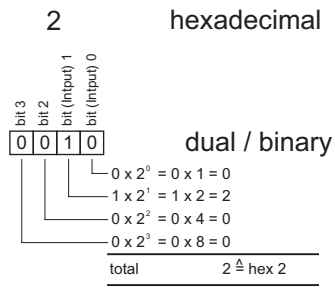 2 hexadecimal
bit 3
bit 2
bit (Intput) 1
bit (Intput) 0
0 0 1 0 dual / binary
0 x 2⁰ = 0 x 1 = 0
1 x 2¹ = 1 x 2 = 2
0 x 2² = 0 x 4 = 0
0 x 2³ = 0 x 8 = 0
total 2 ≙ hex 2